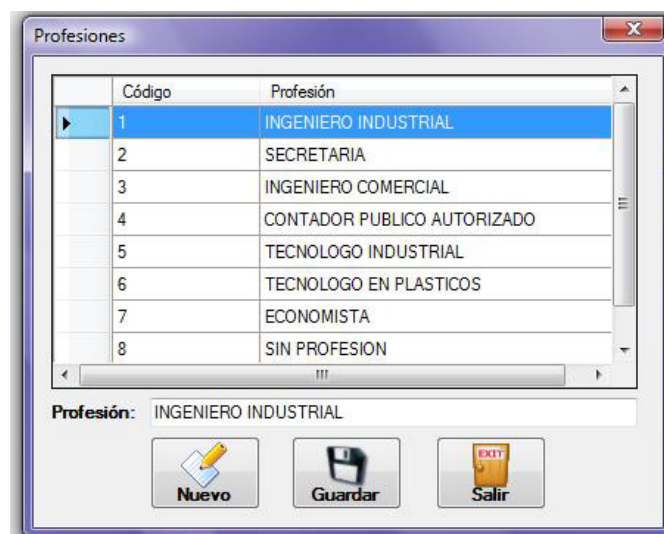 Profesiones
X
Código Profesión
1 INGENIERO INDUSTRIAL
2 SECRETARIA
3 INGENIERO COMERCIAL
4 CONTADOR PUBLICO AUTORIZADO
5 TECNOLOGO INDUSTRIAL
6 TECNOLOGO EN PLASTICOS
7 ECONOMISTA
8 SIN PROFESION
Profesión: INGENIERO INDUSTRIAL
EXIT
Nuevo Guardar Salir